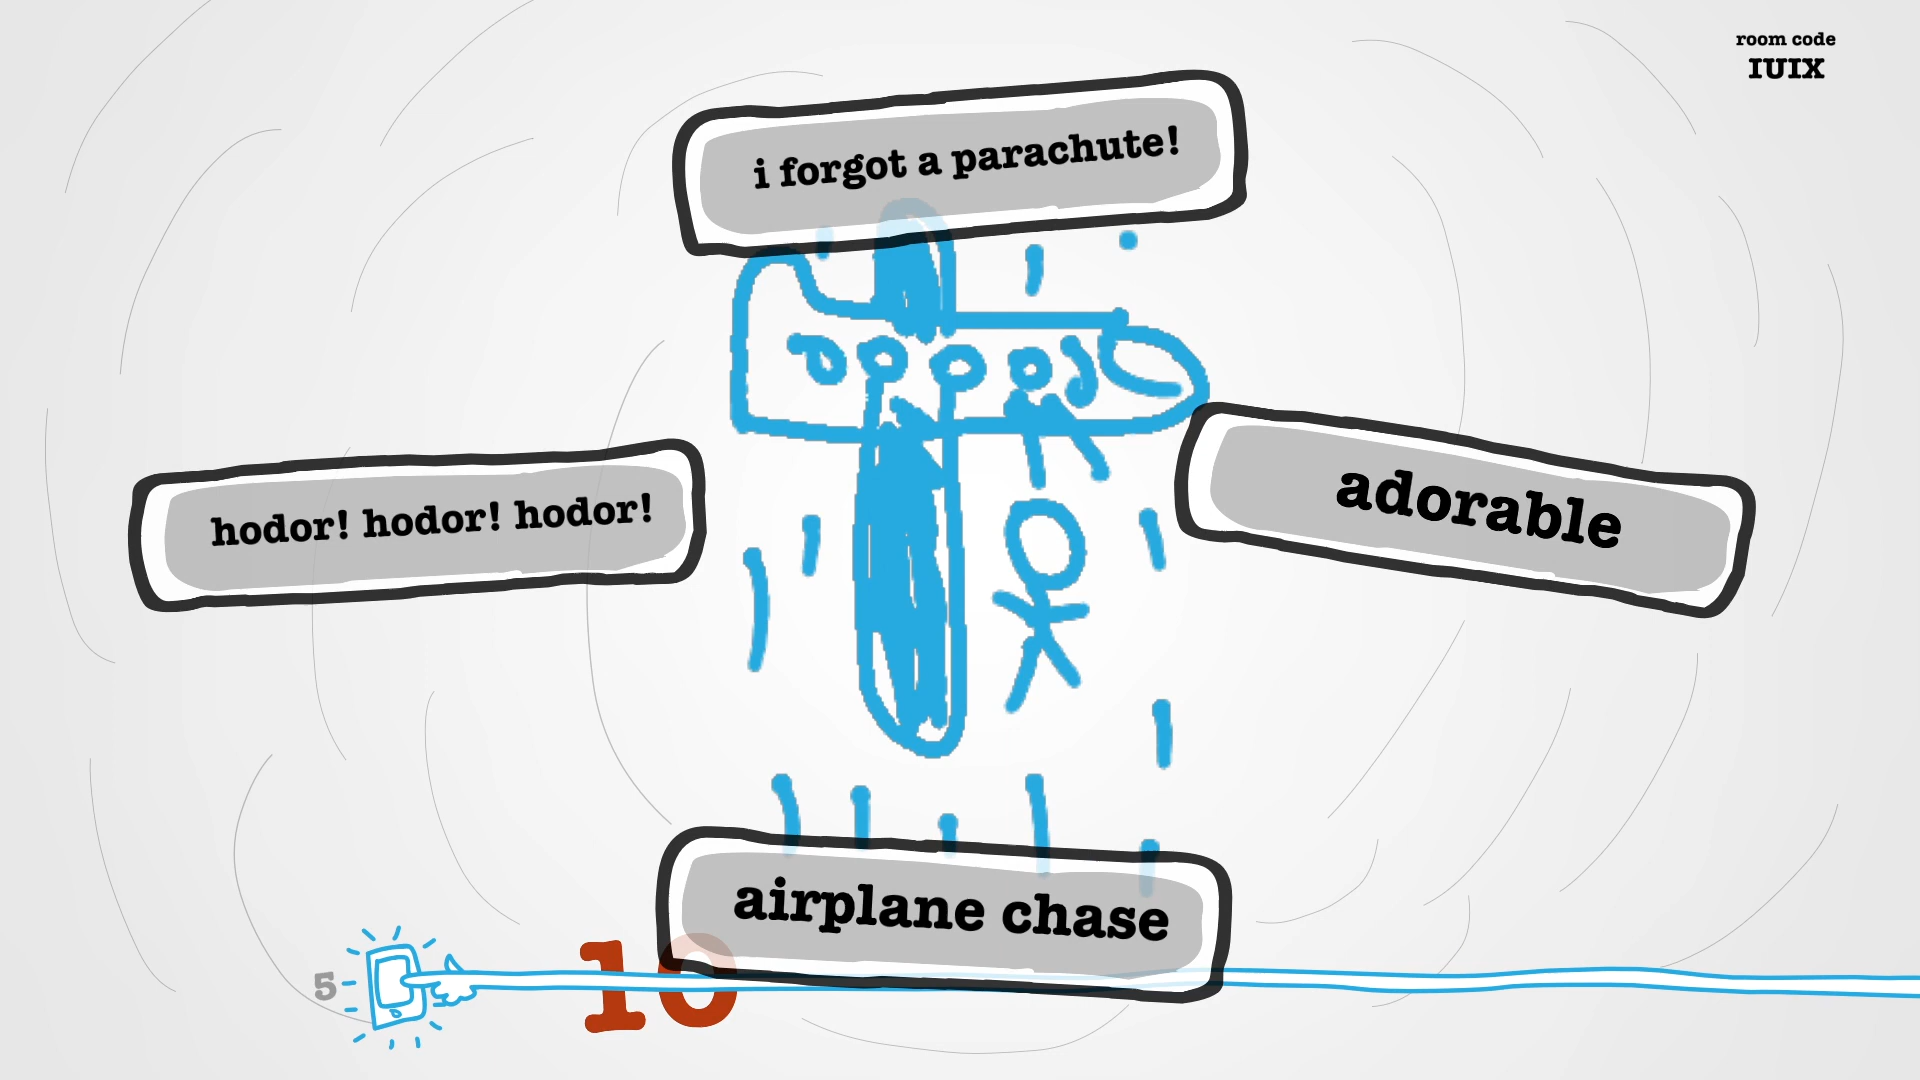 room code
IUIX
i forgot a parachute!
hodor! hodor! hodor!
adorable
airplane chase
5
10